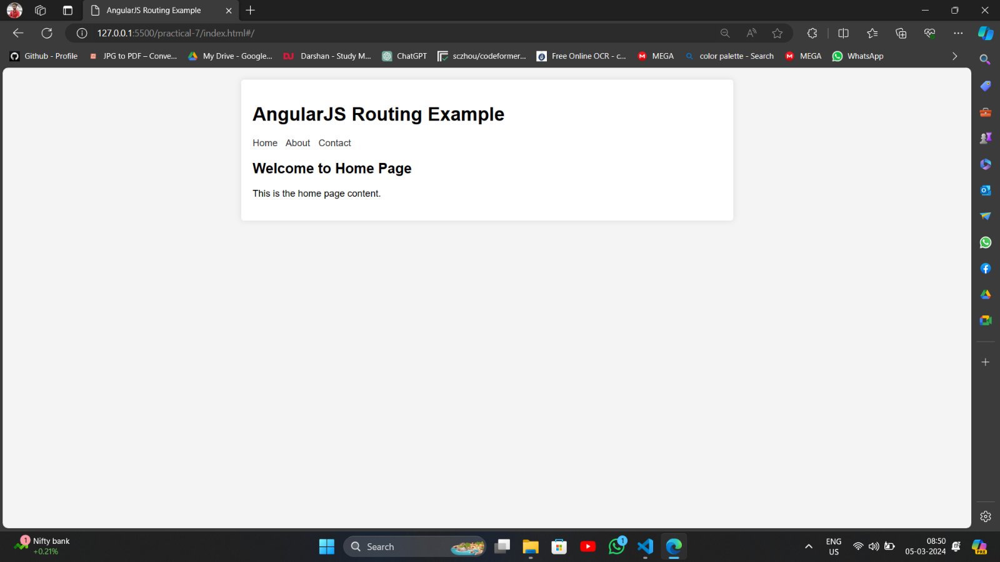 AngularJS Routing Example
127.0.0.1:5500/practical-7/index.html#/
Github - Profile JPG to PDF – Conve... My Drive - Google... Darshan - Study M... ChatGPT sczhou/codeformer... Free Online OCR - c... MEGA color palette - Search MEGA WhatsApp
AngularJS Routing Example
Home About Contact
Welcome to Home Page
This is the home page content.
1 Nifty bank
+0.21%
Search
1
ENG
US
08:50
05-03-2024
PRE